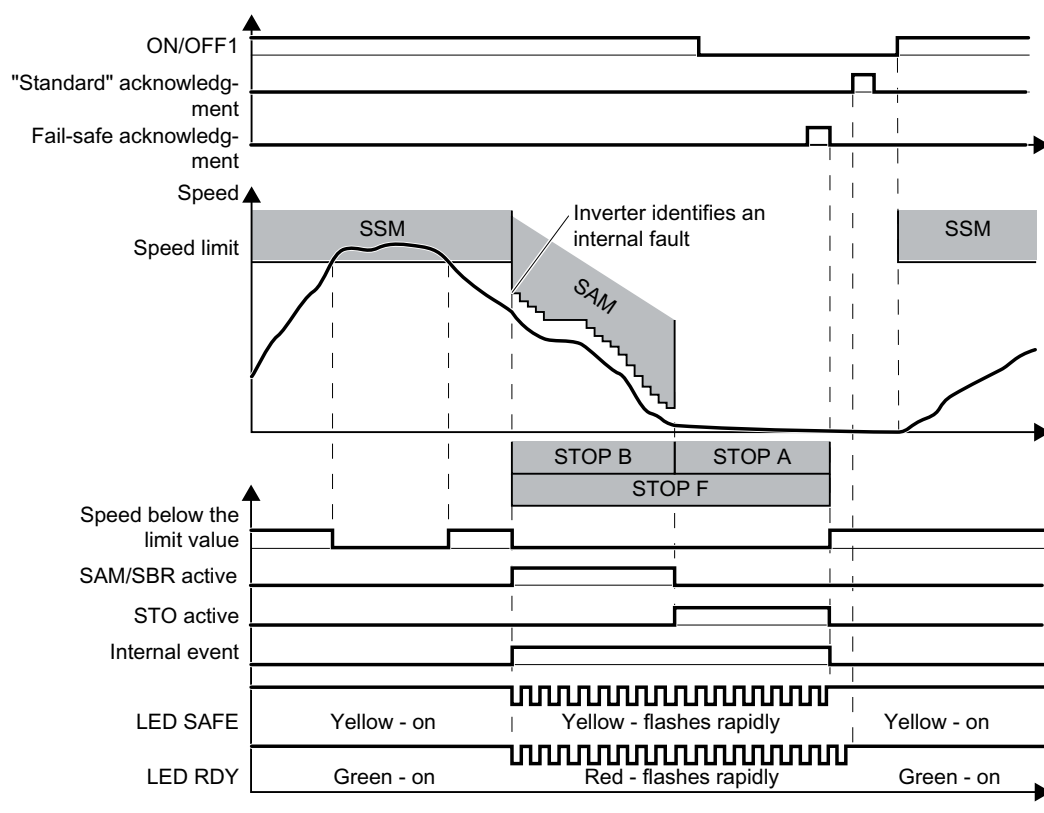 ON/OFF1
"Standard" acknowledg-
ment
Fail-safe acknowledg-
ment
Speed
Speed limit
SSM
Inverter identifies an
internal fault
SAM
SSM
STOP B
STOP A
STOP F
Speed below the
limit value
SAM/SBR active
STO active
Internal event
LED SAFE
Yellow - on
Yellow - flashes rapidly
Yellow - on
LED RDY
Green - on
Red - flashes rapidly
Green - on